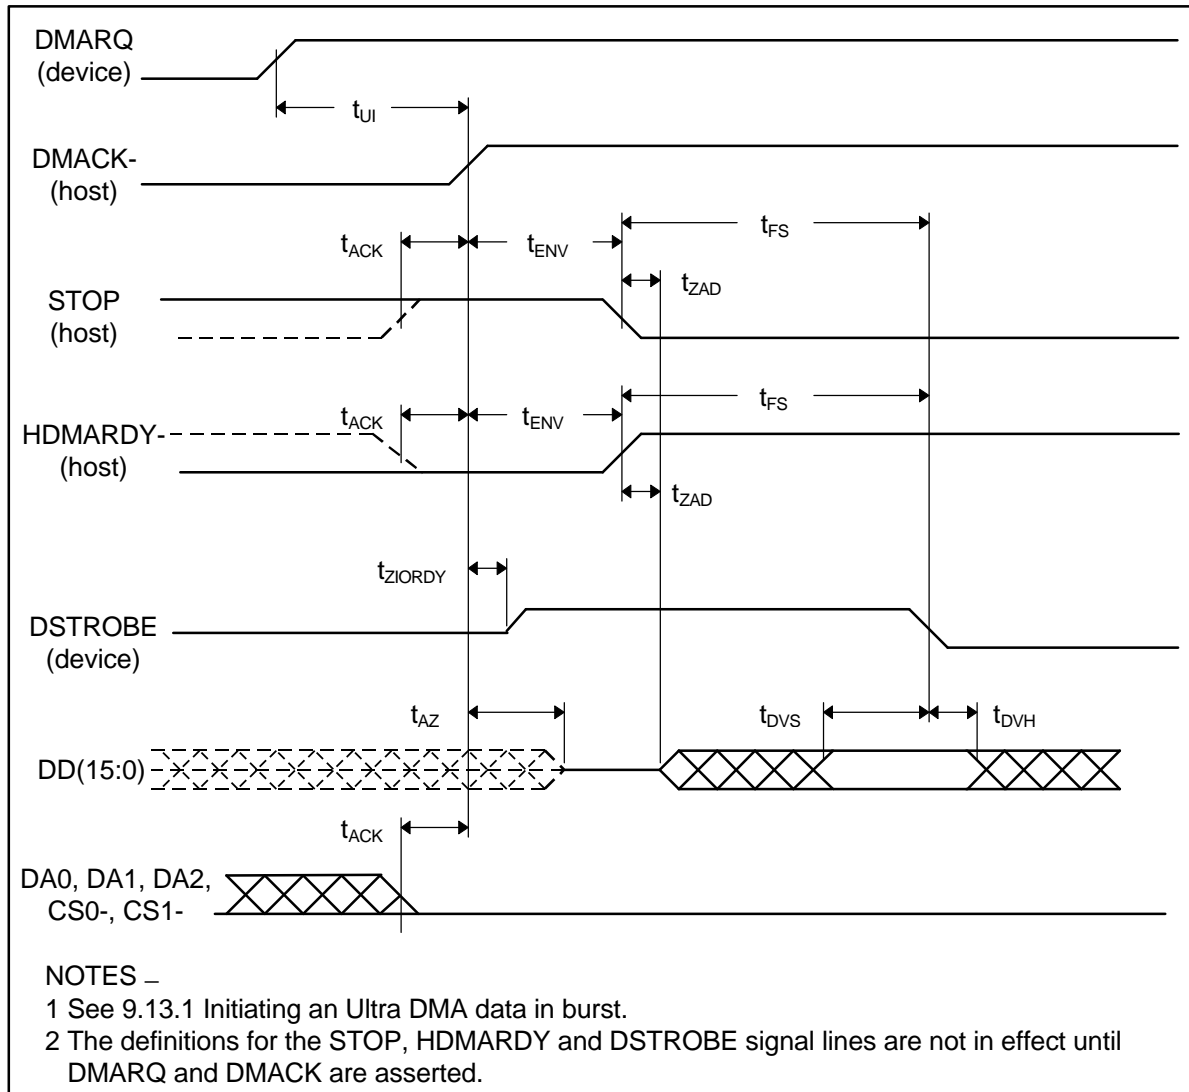 DMARQ
(device)
tUI
DMACK-
(host)
tFS
tACK
tENV
tZAD
STOP
(host)
tFS
tACK
tENV
HDMARDY-
(host)
tZAD
tZIORDY
DSTROBE
(device)
tAZ
tDVS
tDVH
DD(15:0)
tACK
DA0, DA1, DA2,
CS0-, CS1-
NOTES –
1 See 9.13.1 Initiating an Ultra DMA data in burst.
2 The definitions for the STOP, HDMARDY and DSTROBE signal lines are not in effect until
DMARQ and DMACK are asserted.